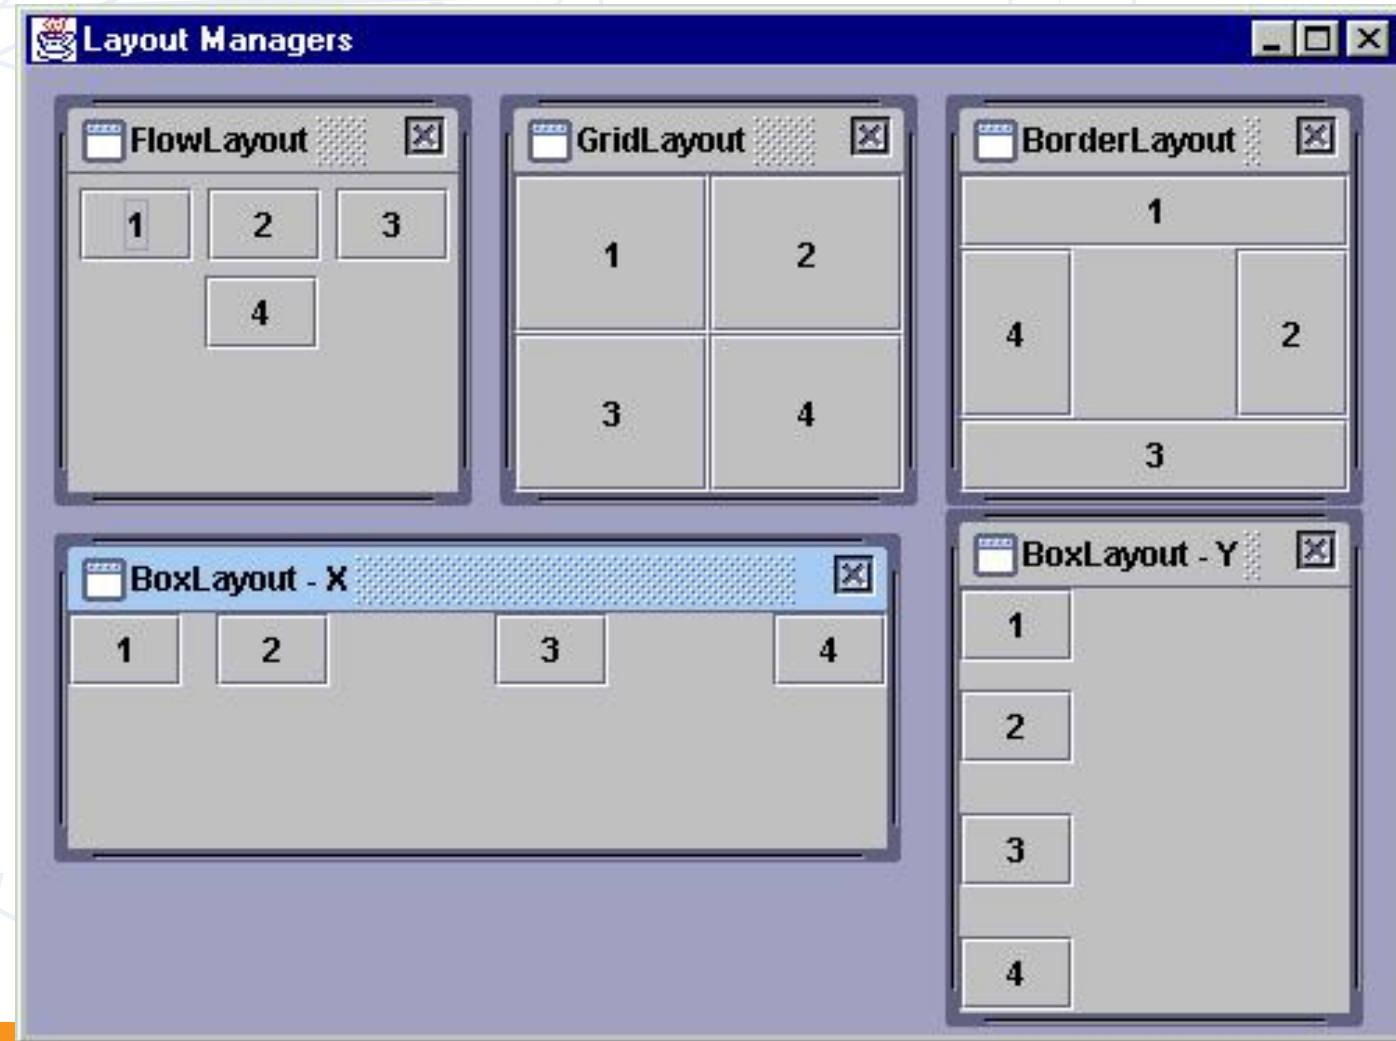 Layout Managers
FlowLayout
1 2 3
4
GridLayout
1 2
3 4
BorderLayout
1
4 2
3
BoxLayout - X
1 2 3 4
BoxLayout - Y
1
2
3
4